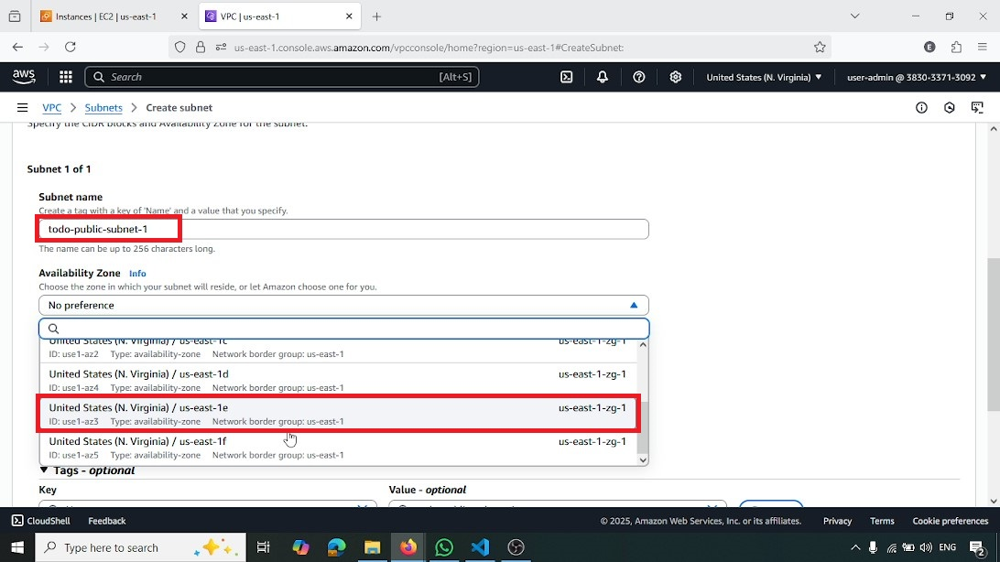 Instances | EC2 | us-east-1
VPC | us-east-1
us-east-1.console.aws.amazon.com/vpcconsole/home?region=us-east-1#CreateSubnet:
E
aws
Search
[Alt+S]
United States (N. Virginia) ▼
user-admin @ 3830-3371-3092 ▼
VPC > Subnets > Create subnet
Specify the CIDR blocks and Availability Zone for the subnet.
Subnet 1 of 1
Subnet name
Create a tag with a key of 'Name' and a value that you specify.
todo-public-subnet-1
The name can be up to 256 characters long.
Availability Zone Info
Choose the zone in which your subnet will reside, or let Amazon choose one for you.
No preference
United States (N. Virginia) / us-east-1c us-east-1-zg-1
ID: use1-az2 Type: availability-zone Network border group: us-east-1
United States (N. Virginia) / us-east-1d us-east-1-zg-1
ID: use1-az4 Type: availability-zone Network border group: us-east-1
United States (N. Virginia) / us-east-1e us-east-1-zg-1
ID: use1-az3 Type: availability-zone Network border group: us-east-1
United States (N. Virginia) / us-east-1f us-east-1-zg-1
ID: use1-az5 Type: availability-zone Network border group: us-east-1
▼ Tags - optional
Key Value - optional
CloudShell Feedback © 2025, Amazon Web Services, Inc. or its affiliates. Privacy Terms Cookie preferences
Type here to search
ENG
2